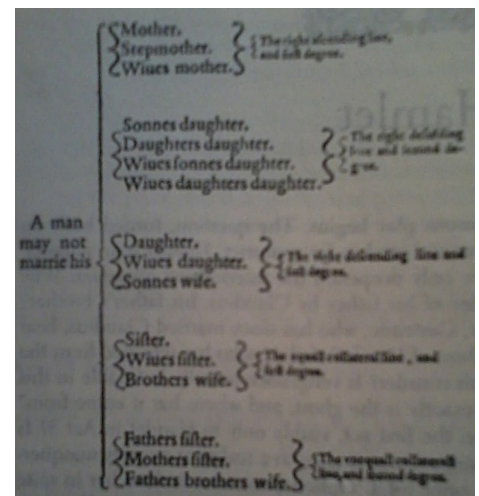 Mother.
Stepmother.
Wiues mother.
The right aſcending line,
and firſt degree.
Sonnes daughter.
Daughters daughter.
Wiues ſonnes daughter.
Wiues daughters daughter.
The right deſcending
line and ſecond de-
gree.
A man
may not
marrie his
Daughter.
Wiues daughter.
Sonnes wife.
The right deſcending line and
firſt degree.
Siſter.
Wiues ſiſter.
Brothers wife.
The equall collaterall line, and
firſt degree.
Fathers ſiſter.
Mothers ſiſter.
Fathers brothers wife.
The vnequall collaterall
line, and ſecond degree.